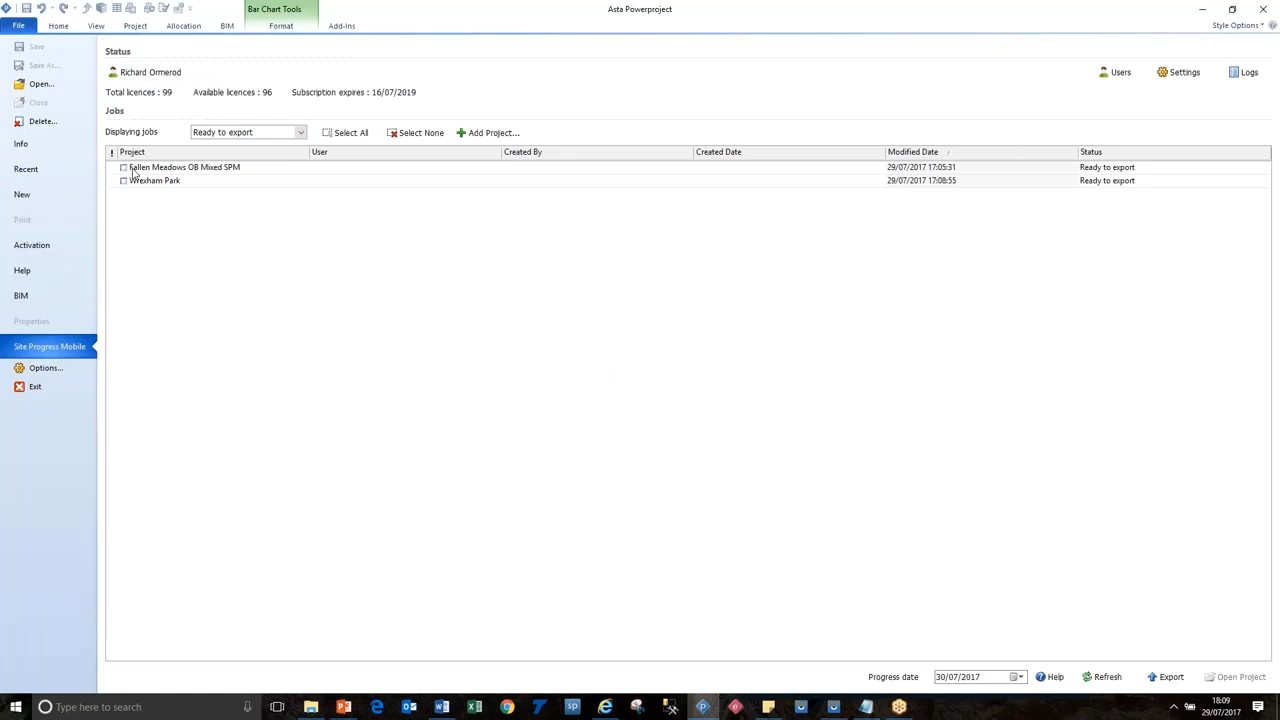 Bar Chart Tools
Asta Powerproject
File Home View Project Allocation BIM Format Add-Ins Style Options
Save
Save As...
Open...
Close
Delete...
Info
Recent
New
Print
Activation
Help
BIM
Properties
Site Progress Mobile
Options...
Exit
Status
Richard Ormerod
Users Settings Logs
Total licences : 99 Available licences : 96 Subscription expires : 16/07/2019
Jobs
Displaying jobs Ready to export Select All Select None Add Project...
! Project User Created By Created Date Modified Date Status
Fallen Meadows OB Mixed SPM 29/07/2017 17:05:31 Ready to export
Wrexham Park 29/07/2017 17:08:55 Ready to export
Progress date 30/07/2017 Help Refresh Export Open Project
Type here to search
18:09
29/07/2017